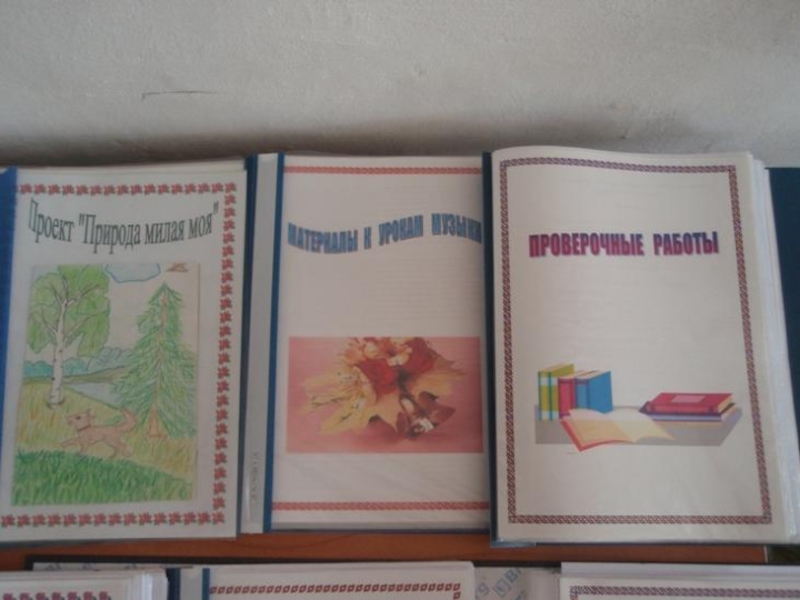 Проект "Природа милая моя"
МАТЕРИАЛЫ К УРОКАМ МУЗЫКИ
ПРОВЕРОЧНЫЕ РАБОТЫ